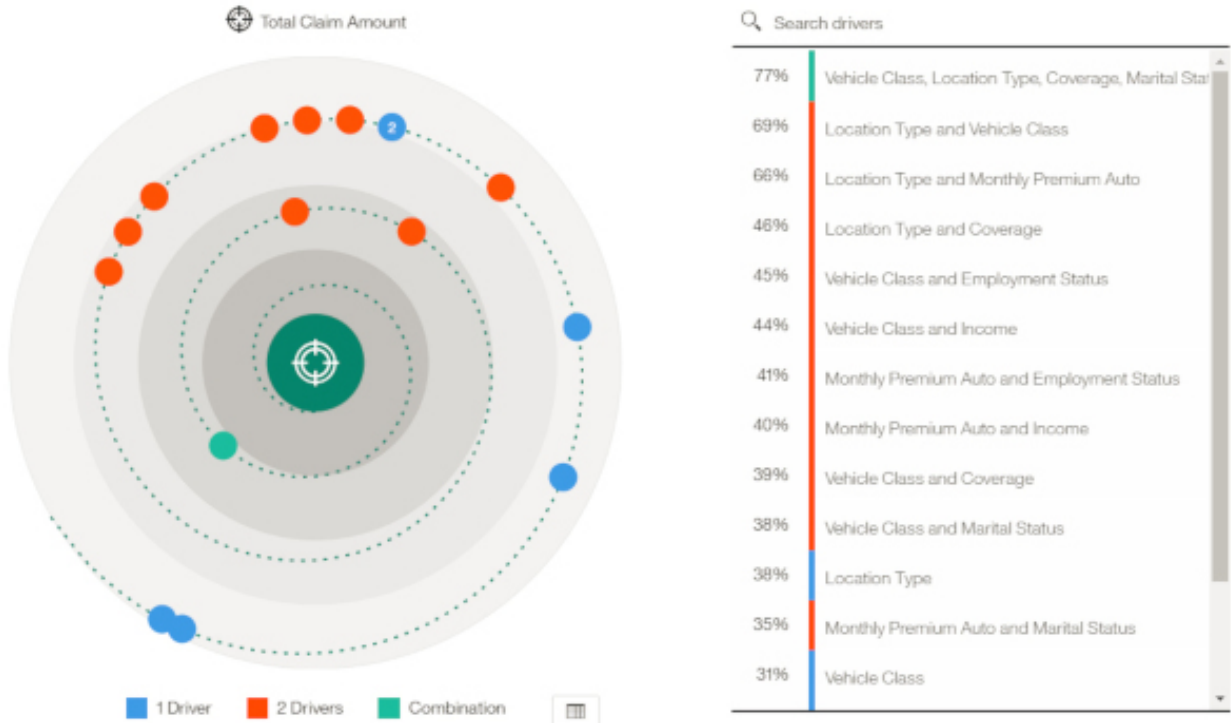 Total Claim Amount
2
1 Driver
2 Drivers
Combination
Search drivers
77% Vehicle Class, Location Type, Coverage, Marital Sta
69% Location Type and Vehicle Class
66% Location Type and Monthly Premium Auto
46% Location Type and Coverage
45% Vehicle Class and Employment Status
44% Vehicle Class and Income
41% Monthly Premium Auto and Employment Status
40% Monthly Premium Auto and Income
39% Vehicle Class and Coverage
38% Vehicle Class and Marital Status
38% Location Type
35% Monthly Premium Auto and Marital Status
31% Vehicle Class